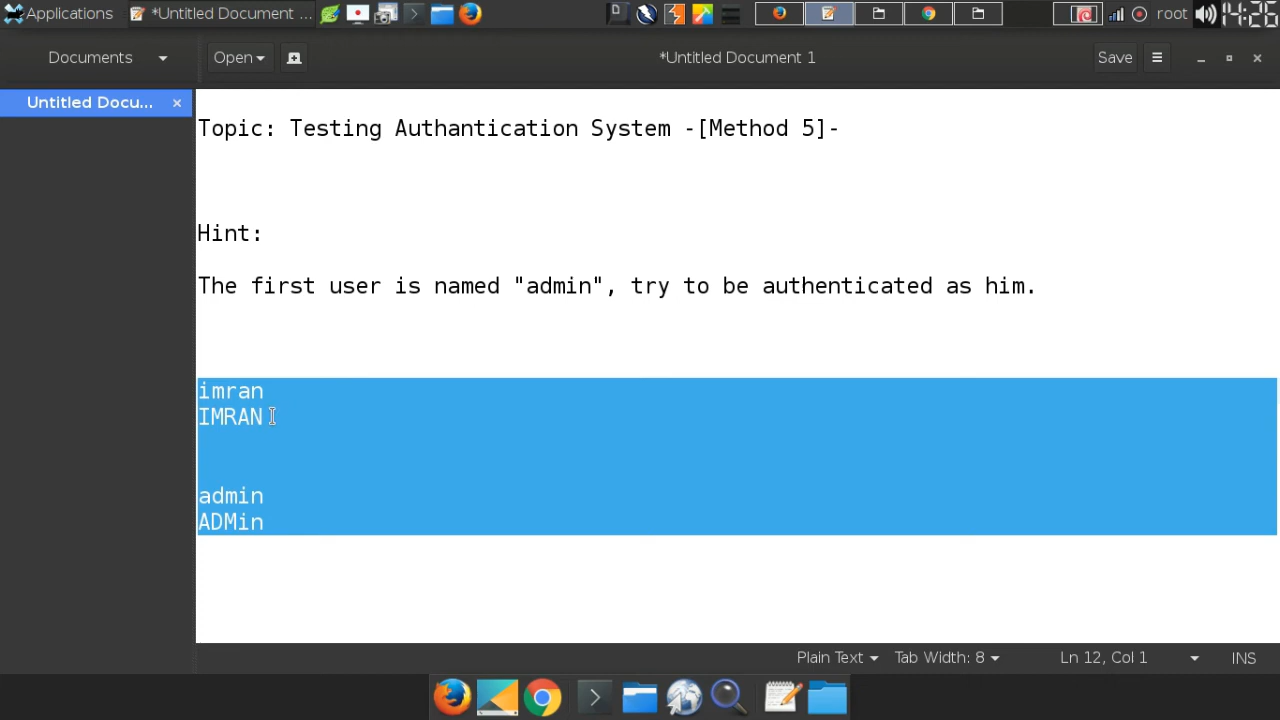 Applications
*Untitled Document ...
root
14:26
Documents
Open
*Untitled Document 1
Save
Untitled Docu...
Topic: Testing Authantication System -[Method 5]-
Hint:
The first user is named "admin", try to be authenticated as him.
imran
IMRAN
admin
ADMin
Plain Text
Tab Width: 8
Ln 12, Col 1
INS